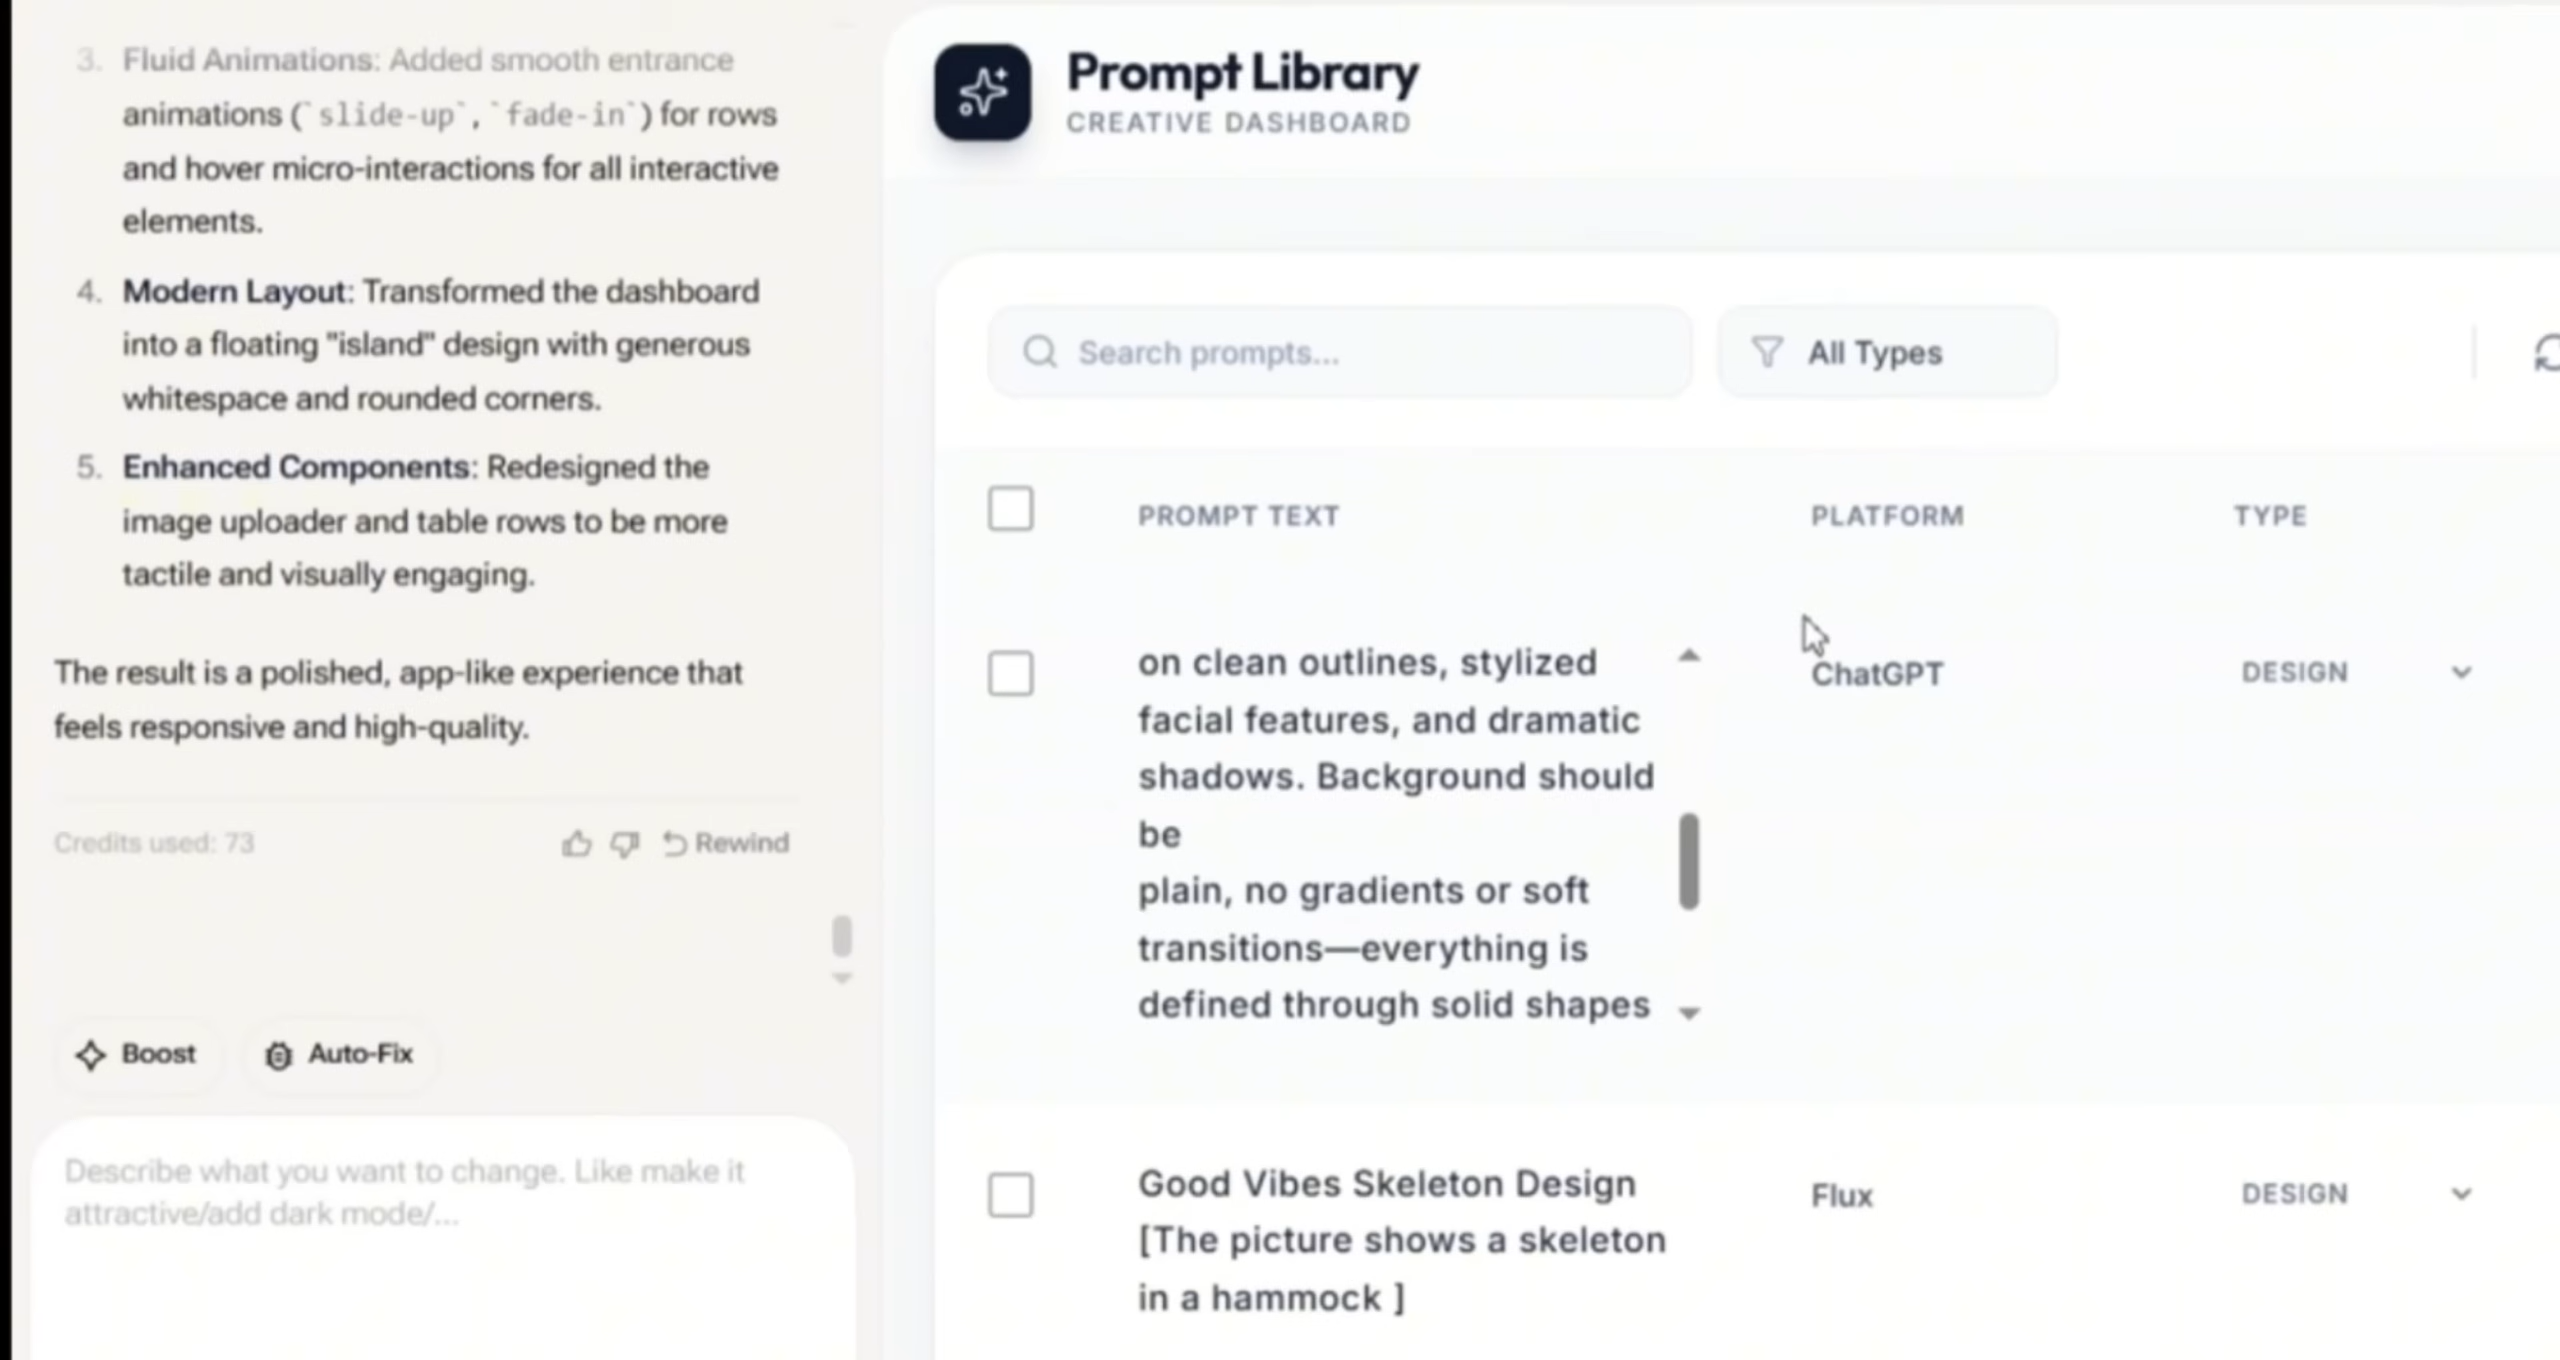 3. Fluid Animations: Added smooth entrance
animations (`slide-up`, `fade-in`) for rows
and hover micro-interactions for all interactive
elements.
4. Modern Layout: Transformed the dashboard
into a floating "island" design with generous
whitespace and rounded corners.
5. Enhanced Components: Redesigned the
image uploader and table rows to be more
tactile and visually engaging.
The result is a polished, app-like experience that
feels responsive and high-quality.
Credits used: 73
Rewind
Boost
Auto-Fix
Describe what you want to change. Like make it
attractive/add dark mode/...
Prompt Library
CREATIVE DASHBOARD
Search prompts...
All Types
PROMPT TEXT
PLATFORM
TYPE
on clean outlines, stylized
facial features, and dramatic
shadows. Background should
be
plain, no gradients or soft
transitions—everything is
defined through solid shapes
ChatGPT
DESIGN
Good Vibes Skeleton Design
[The picture shows a skeleton
in a hammock ]
Flux
DESIGN